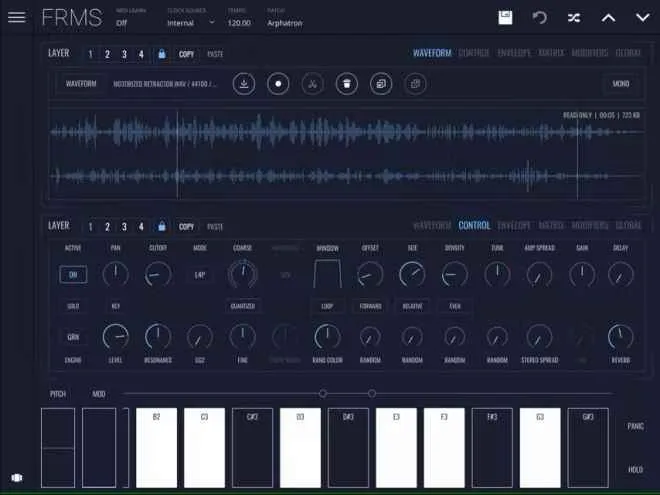 FRMS
MIDI LEARN CLOCK SOURCE TEMPO PATCH
Off Internal 120.00 Arphatron
LAYER 1 2 3 4 COPY PASTE WAVEFORM CONTROL ENVELOPE MATRIX MODIFIERS GLOBAL
WAVEFORM MOTORIZED RETRACTOR.WAV / 44100 / ... MONO
READ ONLY | 00:05 | 723 KB
LAYER 1 2 3 4 COPY PASTE WAVEFORM CONTROL ENVELOPE MATRIX MODIFIERS GLOBAL
ACTIVE PAN CUTOFF MODE COARSE WINDOW OFFSET SIZE DENSITY TUNE AMP SPREAD GAIN DELAY
ON L4P
SOLO KEY QUANTIZED LOOP FORWARD RELATIVE EVEN
GRN
ENGINE LEVEL RESONANCE EG2 FINE RAND COLOR RANDOM RANDOM RANDOM RANDOM STEREO SPREAD REVERB
PITCH MOD
B2 C3 C#3 D3 D#3 E3 F3 F#3 G3 G#3
PANIC
HOLD